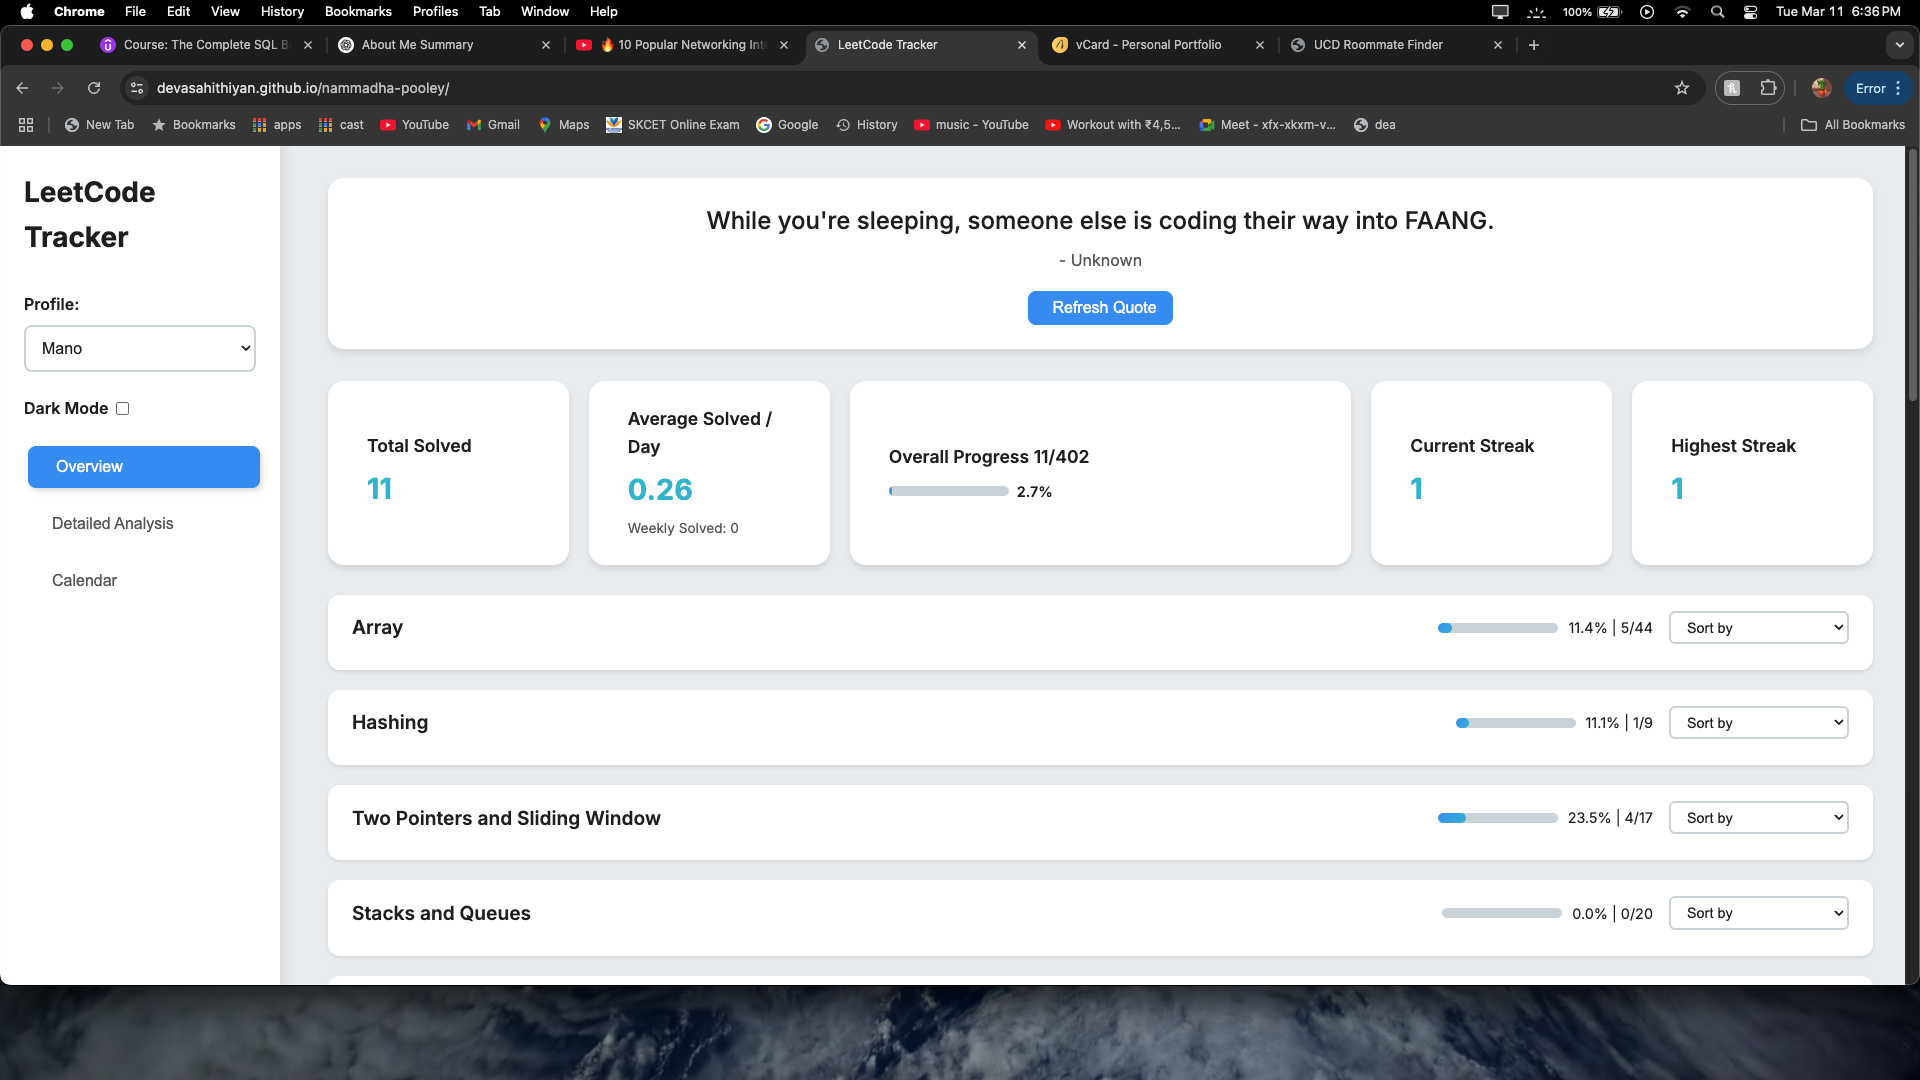 Chrome File Edit View History Bookmarks Profiles Tab Window Help 100% Tue Mar 11 6:36 PM
Course: The Complete SQL B About Me Summary 🔥 10 Popular Networking Int LeetCode Tracker vCard - Personal Portfolio UCD Roommate Finder
devasahithiyan.github.io/nammadha-pooley/ Error
New Tab Bookmarks apps cast YouTube Gmail Maps SKCET Online Exam Google History music - YouTube Workout with ₹4,5... Meet - xfx-xkxm-v... dea All Bookmarks
LeetCode
Tracker
Profile:
Mano
Dark Mode
Overview
Detailed Analysis
Calendar
While you're sleeping, someone else is coding their way into FAANG.
- Unknown
Refresh Quote
Total Solved
11
Average Solved /
Day
0.26
Weekly Solved: 0
Overall Progress 11/402
2.7%
Current Streak
1
Highest Streak
1
Array 11.4% | 5/44 Sort by
Hashing 11.1% | 1/9 Sort by
Two Pointers and Sliding Window 23.5% | 4/17 Sort by
Stacks and Queues 0.0% | 0/20 Sort by